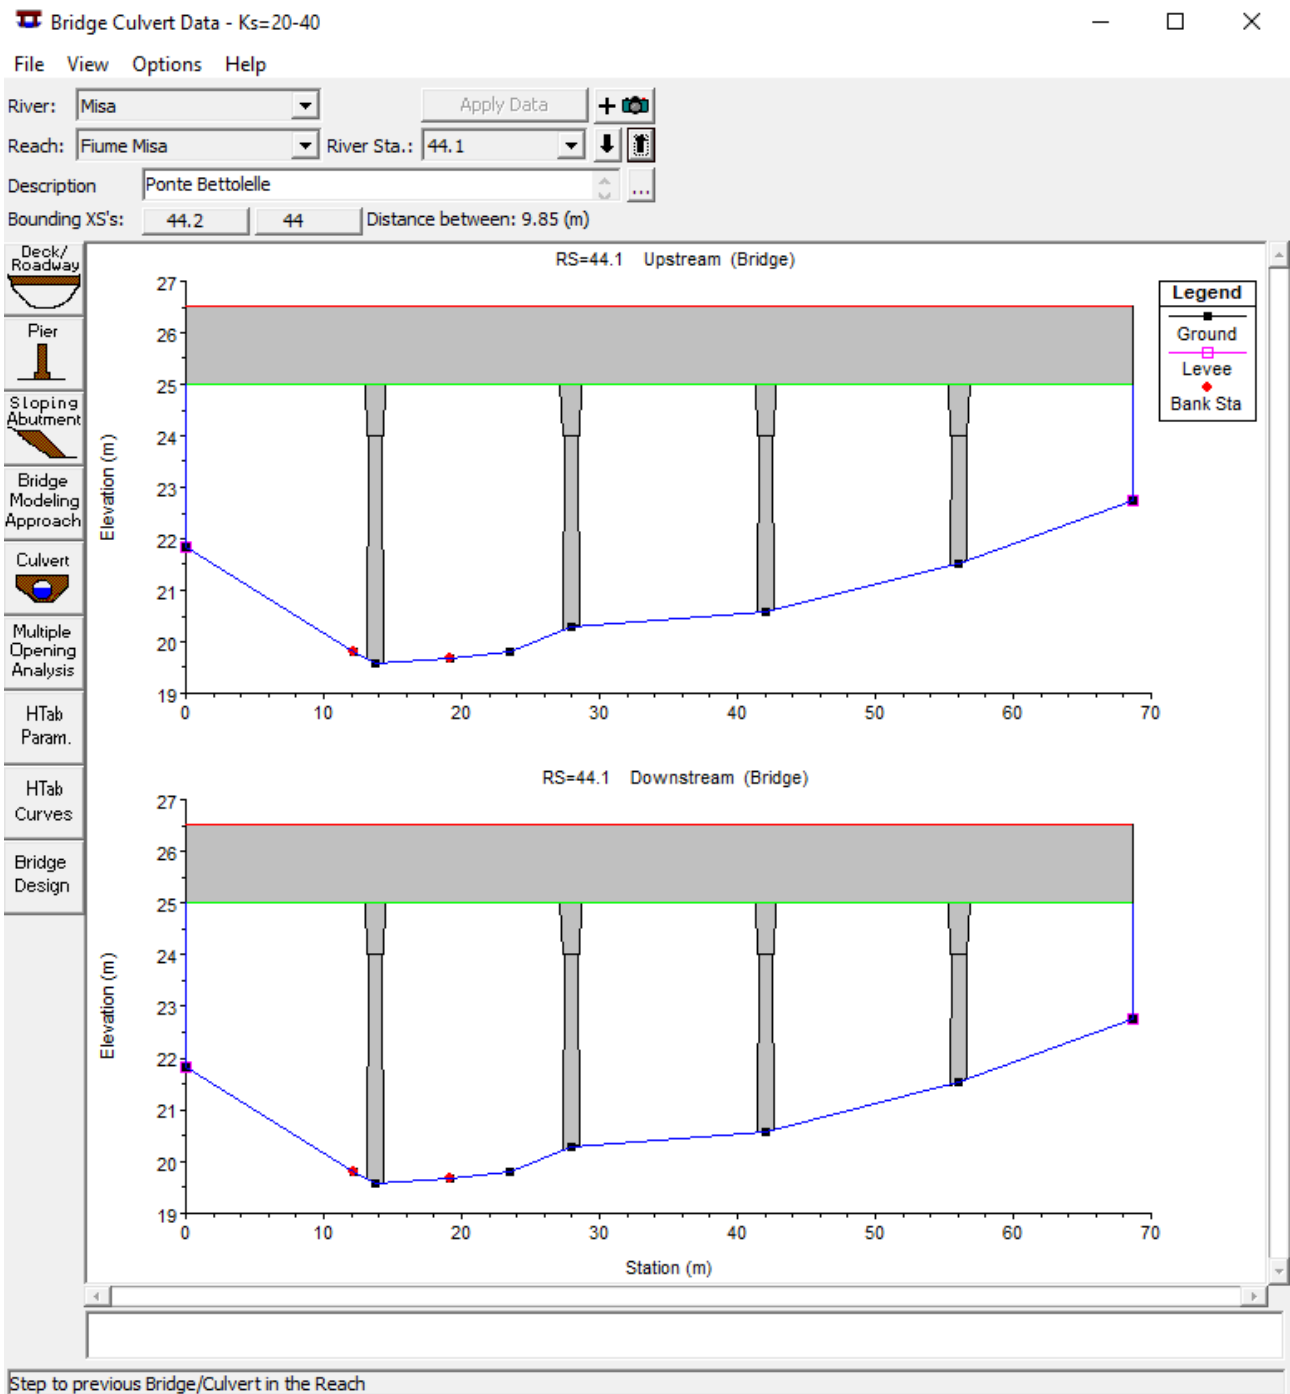 Bridge Culvert Data - Ks=20-40
File View Options Help
River: Misa Apply Data
Reach: Fiume Misa River Sta.: 44.1
Description Ponte Bettolelle ...
Bounding XS's: 44.2 44 Distance between: 9.85 (m)
Deck/
Roadway
Pier
Sloping
Abutment
Bridge
Modeling
Approach
Culvert
Multiple
Opening
Analysis
HTab
Param.
HTab
Curves
Bridge
Design
RS=44.1 Upstream (Bridge)
27
26
25
24
23
22
21
20
19
Elevation (m)
0 10 20 30 40 50 60 70
Legend
Ground
Levee
Bank Sta
RS=44.1 Downstream (Bridge)
27
26
25
24
23
22
21
20
19
Elevation (m)
0 10 20 30 40 50 60 70
Station (m)
Step to previous Bridge/Culvert in the Reach